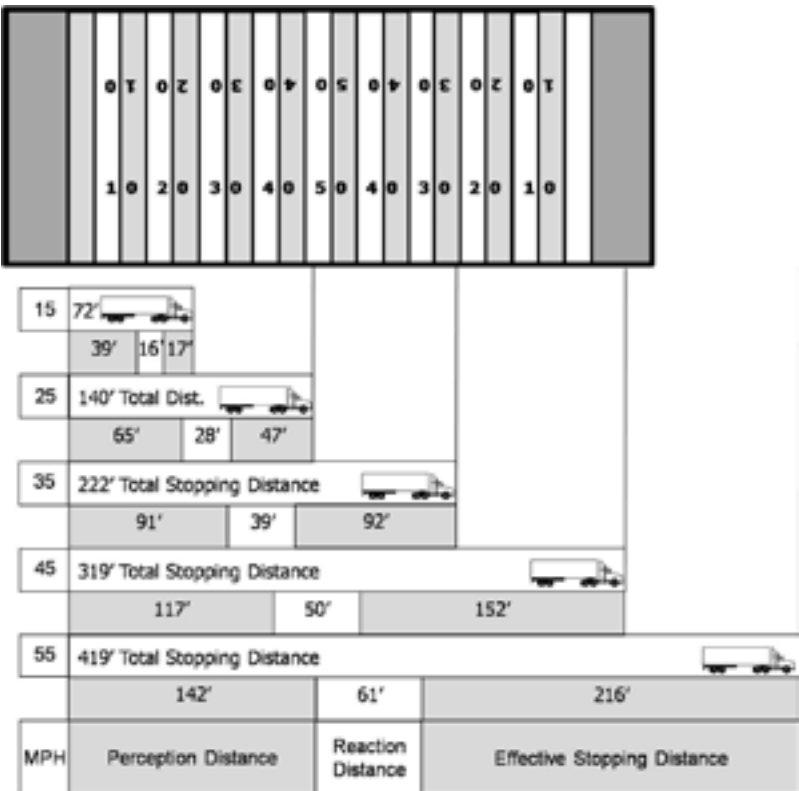 1 0 2 0 3 0 4 0 5 0 4 0 3 0 2 0 1 0
1 0 2 0 3 0 4 0 5 0 4 0 3 0 2 0 1 0
15 72'
39' 16' 17'
25 140' Total Dist.
65' 28' 47'
35 222' Total Stopping Distance
91' 39' 92'
45 319' Total Stopping Distance
117' 50' 152'
55 419' Total Stopping Distance
142' 61' 216'
MPH Perception Distance Reaction Distance Effective Stopping Distance